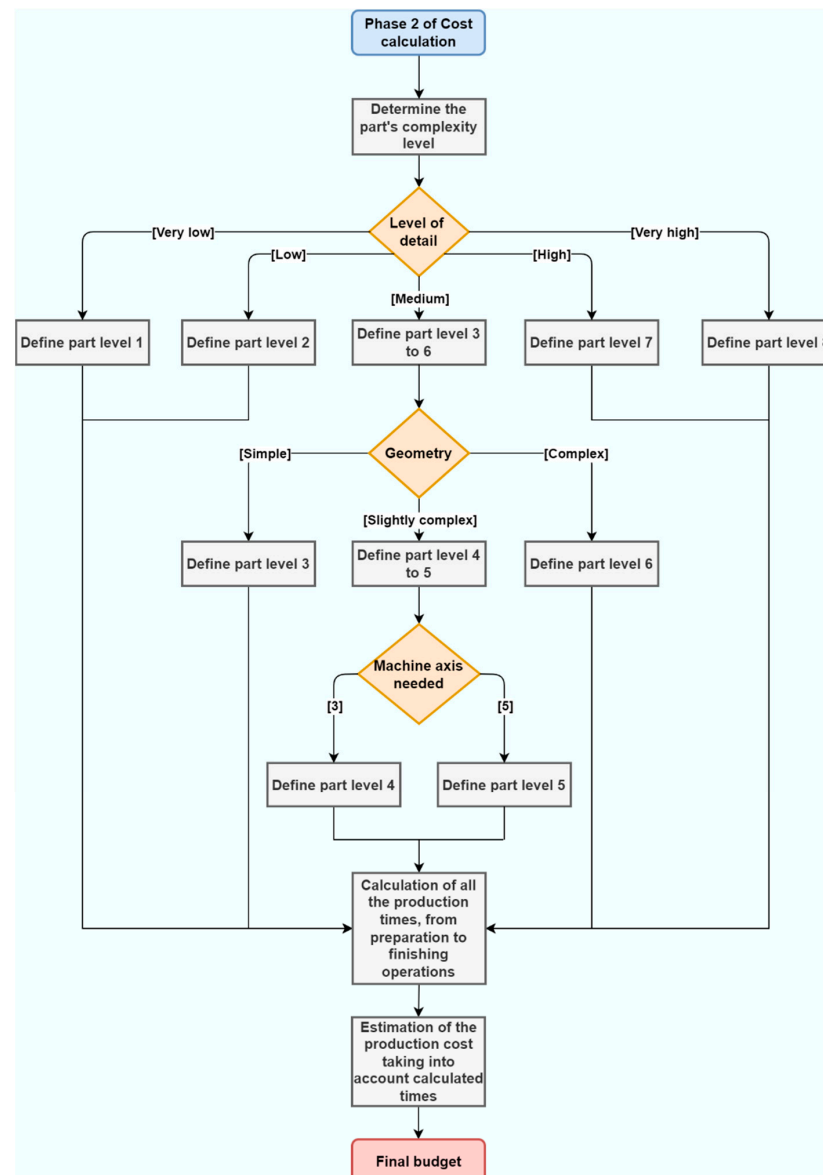 Phase 2 of Cost
calculation
Determine the
part's complexity
level
Level of
detail
[Very low]
[Very high]
[Low]
[High]
[Medium]
Define part level 1
Define part level 2
Define part level 3
to 6
Define part level 7
Define part level
Geometry
[Simple]
[Complex]
[Slightly complex]
Define part level 3
Define part level 4
to 5
Define part level 6
Machine axis
needed
[3]
[5]
Define part level 4
Define part level 5
Calculation of all
the production
times, from
preparation to
finishing
operations
Estimation of the
production cost
taking into
account calculated
times
Final budget